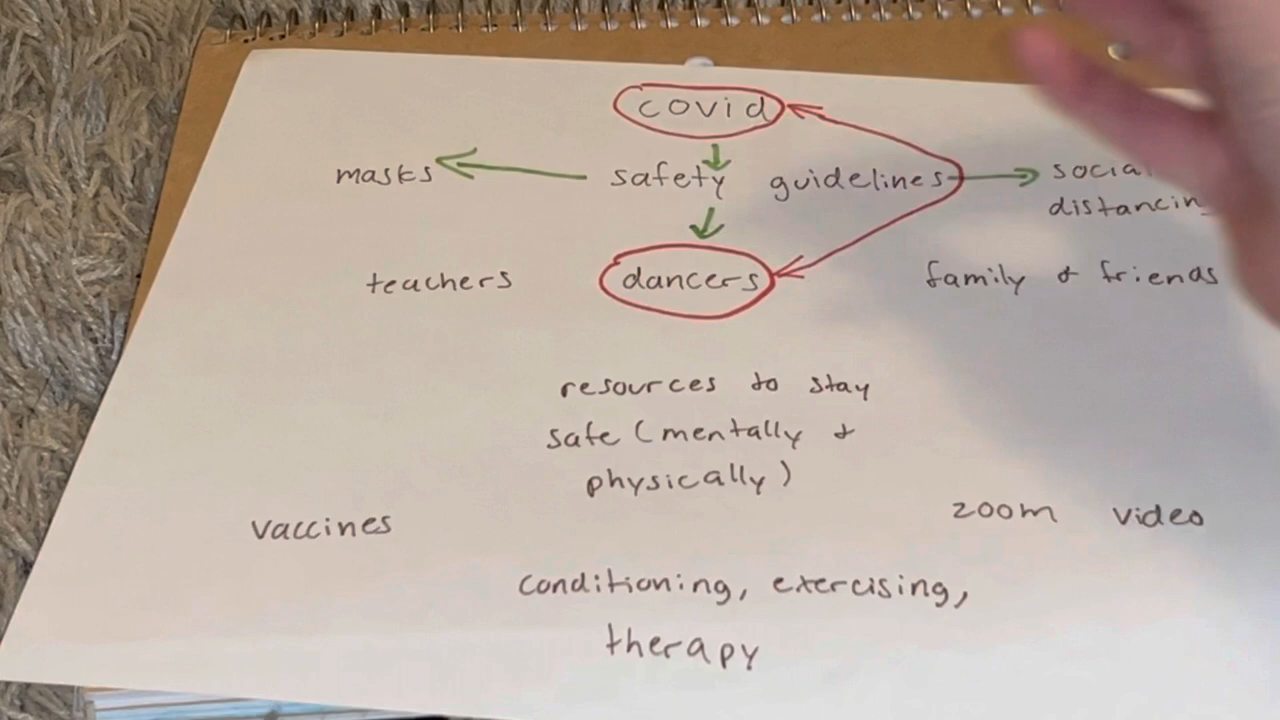 covid
masks safety guidelines social
distancing
teachers dancers family & friends
resources to stay
safe (mentally &
physically)
vaccines zoom video
conditioning, exercising,
therapy